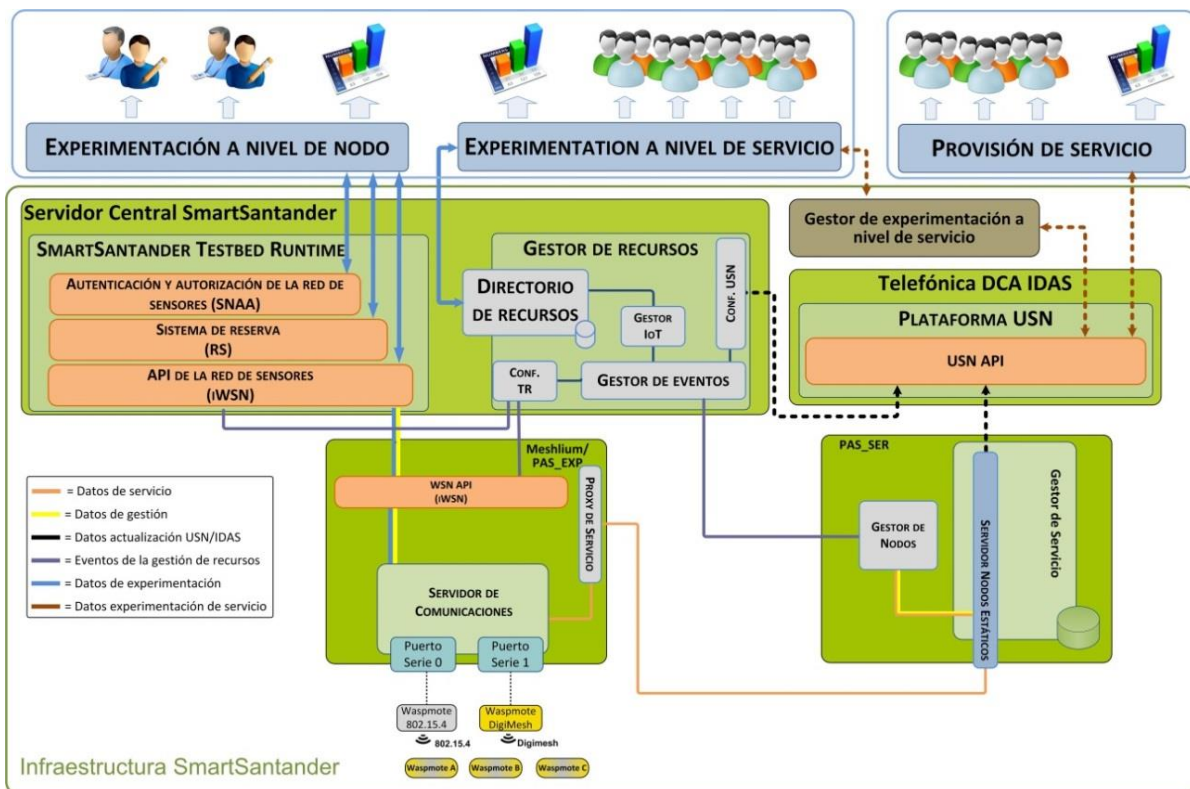 EXPERIMENTACIÓN A NIVEL DE NODO
EXPERIMENTATION A NIVEL DE SERVICIO
PROVISIÓN DE SERVICIO
Servidor Central SmartSantander
SMARTSANTANDER TESTBED RUNTIME
AUTENTICACIÓN Y AUTORIZACIÓN DE LA RED DE
SENSORES (SNAA)
SISTEMA DE RESERVA
(RS)
API DE LA RED DE SENSORES
(IWSN)
GESTOR DE RECURSOS
DIRECTORIO
DE RECURSOS
GESTOR
IOT
CONF. USN
CONF.
TR
GESTOR DE EVENTOS
Gestor de experimentación a
nivel de servicio
Telefónica DCA IDAS
PLATAFORMA USN
USN API
Meshlium/
PAS_EXP
WSN API
(IWSN)
PROXY DE SERVICIO
SERVIDOR DE
COMUNICACIONES
Puerto
Serie 0
Puerto
Serie 1
Waspmote
802.15.4
Waspmote
DigiMesh
802.15.4
Digimesh
Waspmote A
Waspmote B
Waspmote C
PAS_SER
GESTOR DE
NODOS
SERVIDOR NODOS ESTÁTICOS
Gestor de Servicio
= Datos de servicio
= Datos de gestión
= Datos actualización USN/IDAS
= Eventos de la gestión de recursos
= Datos de experimentación
= Datos experimentación de servicio
Infraestructura SmartSantander